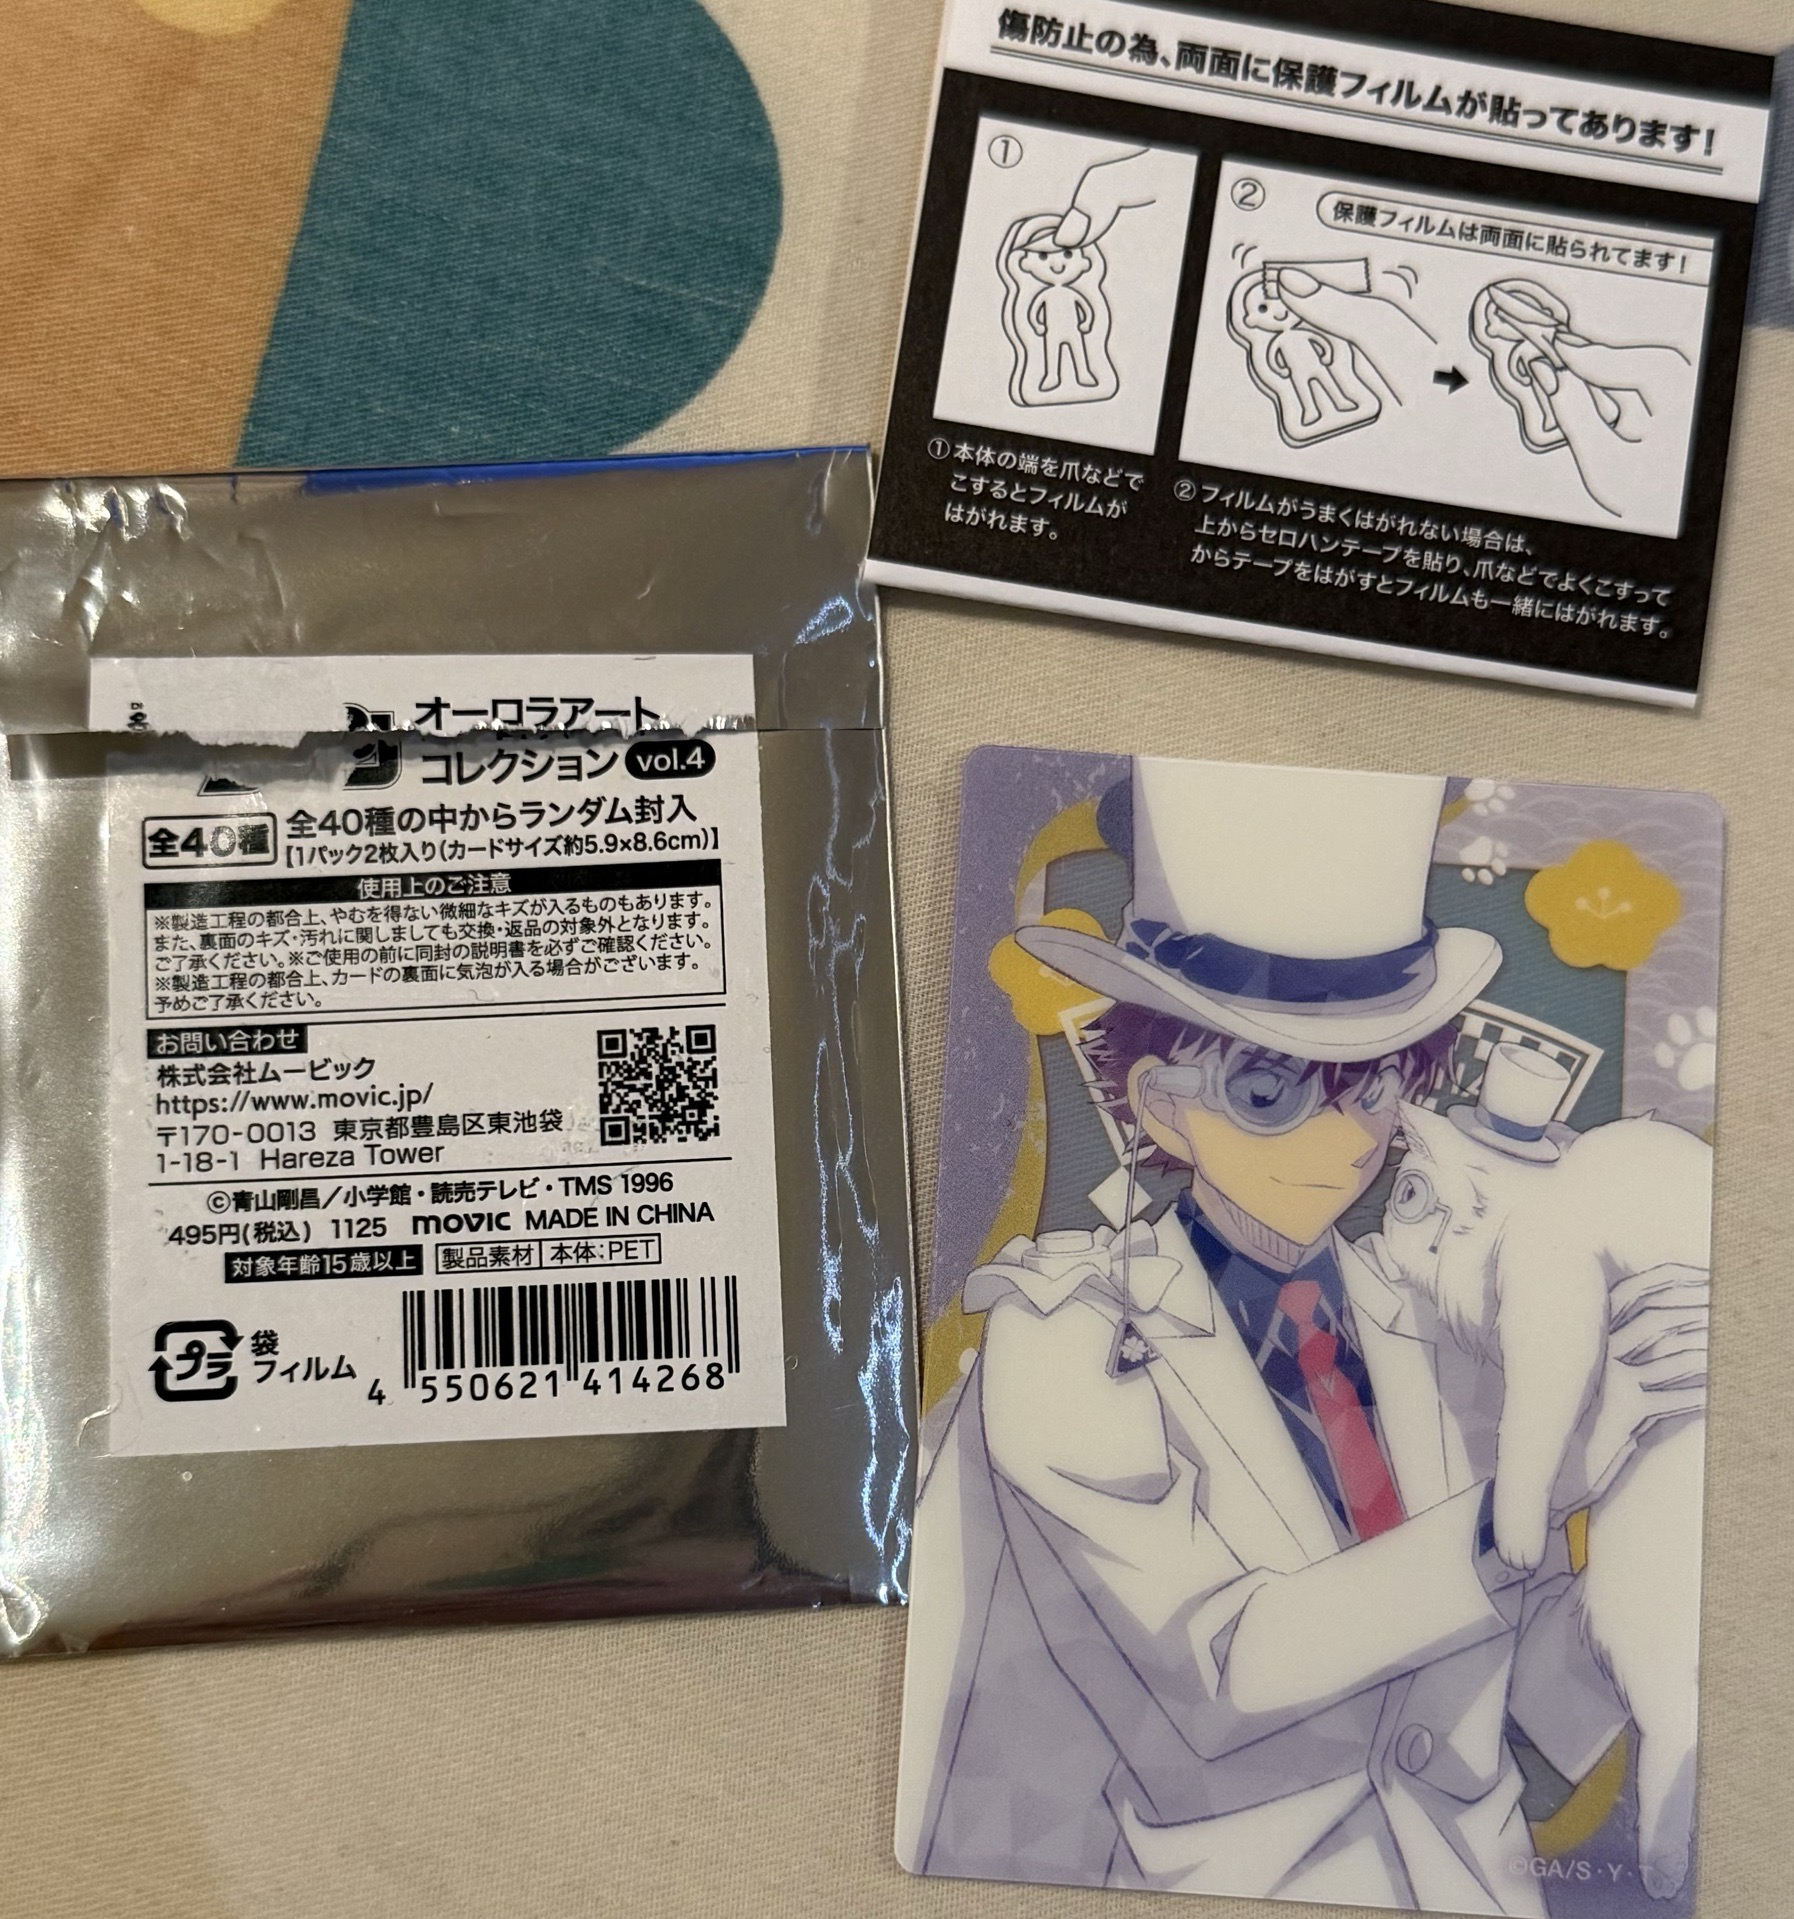 傷防止の為、両面に保護フィルムが貼ってあります!
①
②
保護フィルムは両面に貼られてます!
①本体の端を爪などで
こするとフィルムが
はがれます。
②フィルムがうまくはがれない場合は、
上からセロハンテープを貼り、爪などでよくこすって
からテープをはがすとフィルムも一緒にはがれます。
オーロラアート
コレクション vol.4
全40種
全40種の中からランダム封入
【1パック2枚入り(カードサイズ約5.9×8.6cm)】
使用上のご注意
※製造工程の都合上、やむを得ない微細なキズが入るものもあります。
また、裏面のキズ・汚れに関しましても交換・返品の対象外となります。
ご了承ください。※ご使用の前に同封の説明書を必ずご確認ください。
※製造工程の都合上、カードの裏面に気泡が入る場合がございます。
予めご了承ください。
お問い合わせ
株式会社ムービック
https://www.movic.jp/
〒170-0013 東京都豊島区東池袋
1-18-1 Hareza Tower
©青山剛昌/小学館・読売テレビ・TMS 1996
495円(税込) 1125 movic MADE IN CHINA
対象年齢15歳以上 製品素材 本体:PET
プラ
袋
フィルム
4 550621 414268
©GA/S・Y・T